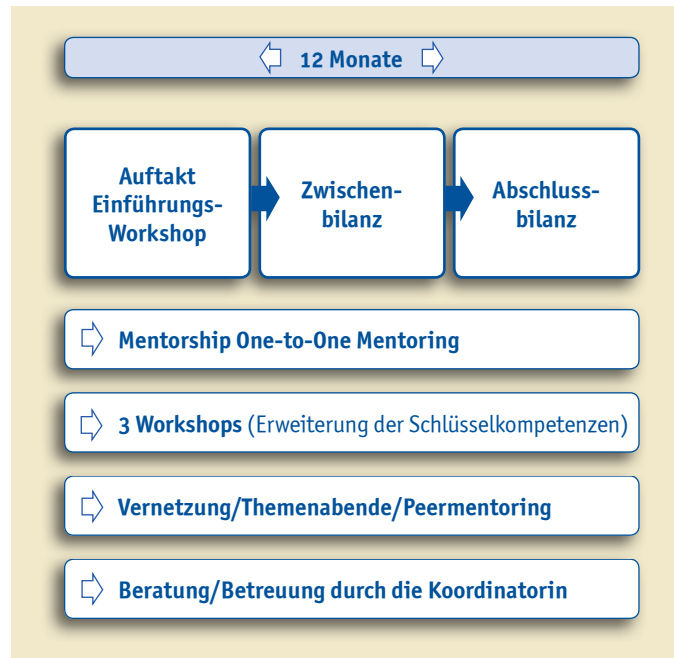 12 Monate
Auftakt
Einführungs-
Workshop
Zwischen-
bilanz
Abschluss-
bilanz
Mentorship One-to-One Mentoring
3 Workshops (Erweiterung der Schlüsselkompetenzen)
Vernetzung/Themenabende/Peermentoring
Beratung/Betreuung durch die Koordinatorin